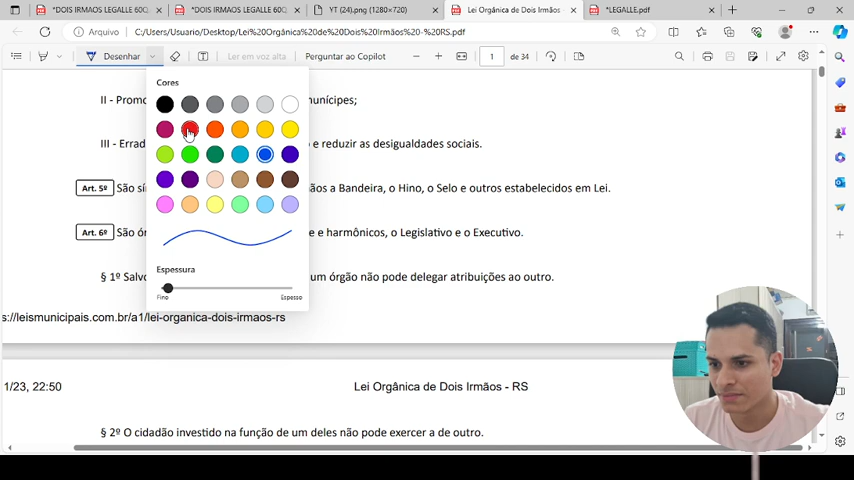 *DOIS IRMAOS LEGALLE 60Q
*DOIS IRMAOS LEGALLE 60Q
YT (24).png (1280×720)
Lei Orgânica de Dois Irmãos
*LEGALLE.pdf
Arquivo
C:/Users/Usuario/Desktop/Lei%20Orgânica%20de%20Dois%20Irmãos%20-%20RS.pdf
Desenhar
Ler em voz alta
Perguntar ao Copilot
1 de 34
Cores
II - Promo
munícipes;
III - Errad
e reduzir as desigualdades sociais.
Art. 5º São sí
ãos a Bandeira, o Hino, o Selo e outros estabelecidos em Lei.
Art. 6º São ór
e e harmônicos, o Legislativo e o Executivo.
Espessura
§ 1º Salvo
um órgão não pode delegar atribuições ao outro.
Fino
Espesso
s://leismunicipais.com.br/a1/lei-organica-dois-irmaos-rs
1/23, 22:50
Lei Orgânica de Dois Irmãos - RS
§ 2º O cidadão investido na função de um deles não pode exercer a de outro.